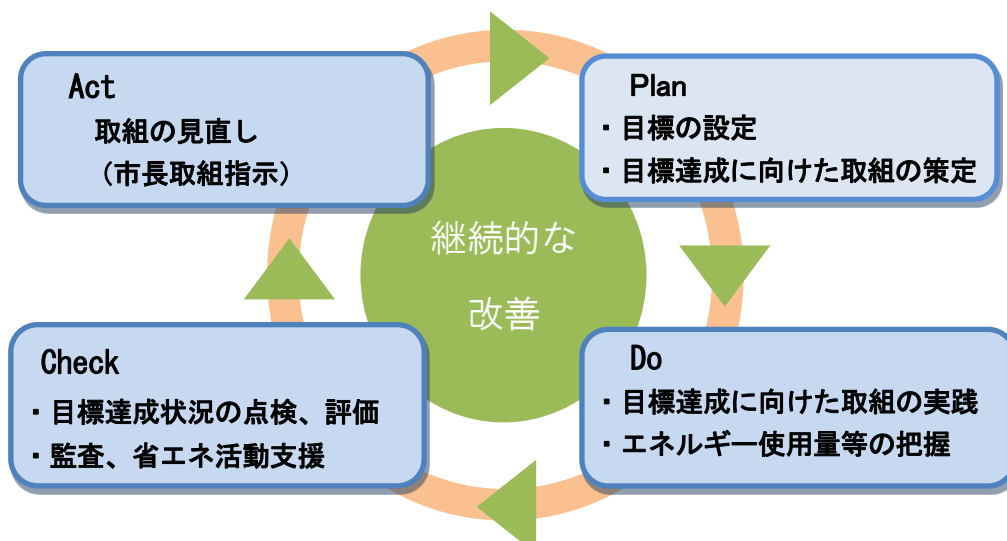 Act
取組の見直し
（市長取組指示）
Plan
・目標の設定
・目標達成に向けた取組の策定
継続的な
改善
Check
・目標達成状況の点検、評価
・監査、省エネ活動支援
Do
・目標達成に向けた取組の実践
・エネルギー使用量等の把握